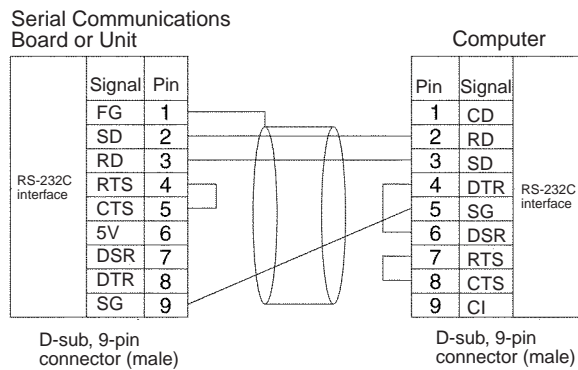 Serial Communications
Board or Unit
Computer
Signal Pin
Pin Signal
FG 1
1 CD
SD 2
2 RD
RD 3
3 SD
RTS 4
4 DTR
CTS 5
5 SG
5V 6
6 DSR
DSR 7
7 RTS
DTR 8
8 CTS
SG 9
9 CI
RS-232C
interface
RS-232C
interface
D-sub, 9-pin
connector (male)
D-sub, 9-pin
connector (male)